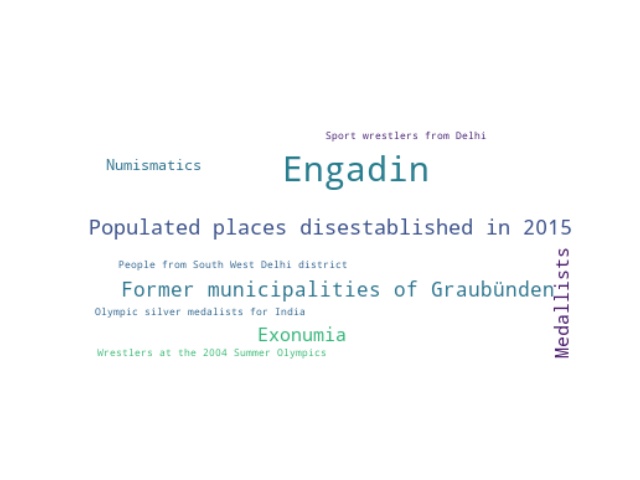 Sport wrestlers from Delhi
Numismatics
Engadin
Populated places disestablished in 2015
People from South West Delhi district
Former municipalities of Graubünden
Medallists
Olympic silver medalists for India
Exonumia
Wrestlers at the 2004 Summer Olympics